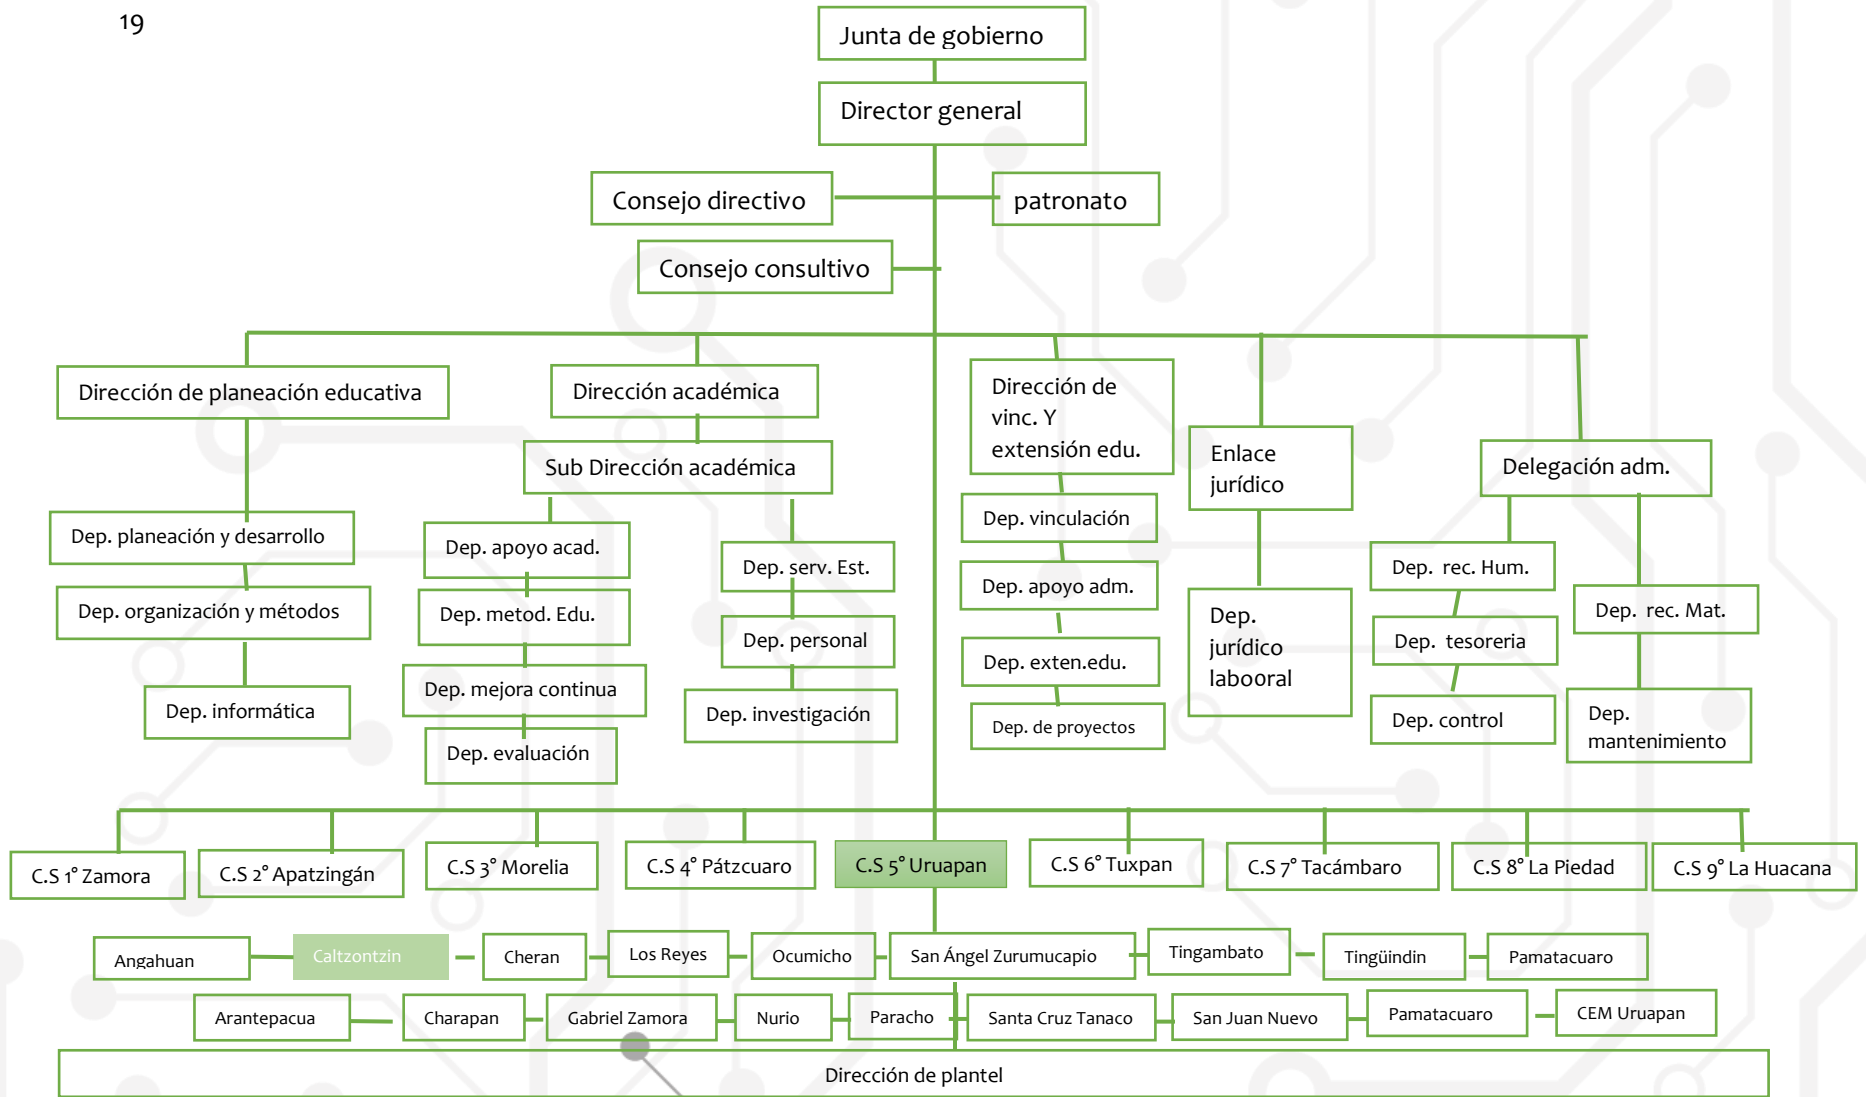 19
Junta de gobierno
Director general
Consejo directivo
patronato
Consejo consultivo
Dirección de planeación educativa
Dirección académica
Dirección de
vinc. Y
extensión edu.
Enlace
jurídico
Delegación adm.
Sub Dirección académica
Dep. planeación y desarrollo
Dep. organización y métodos
Dep. informática
Dep. apoyo acad.
Dep. metod. Edu.
Dep. mejora continua
Dep. evaluación
Dep. serv. Est.
Dep. personal
Dep. investigación
Dep. vinculación
Dep. apoyo adm.
Dep. exten.edu.
Dep. de proyectos
Dep.
jurídico
labooral
Dep. rec. Hum.
Dep. tesoreria
Dep. control
Dep. rec. Mat.
Dep.
mantenimiento
C.S 1° Zamora
C.S 2° Apatzingán
C.S 3° Morelia
C.S 4° Pátzcuaro
C.S 5° Uruapan
C.S 6° Tuxpan
C.S 7° Tacámbaro
C.S 8° La Piedad
C.S 9° La Huacana
Angahuan
Caltzontzin
Cheran
Los Reyes
Ocumicho
San Ángel Zurumucapio
Tingambato
Tingüindin
Pamatacuaro
Arantepacua
Charapan
Gabriel Zamora
Nurio
Paracho
Santa Cruz Tanaco
San Juan Nuevo
Pamatacuaro
CEM Uruapan
Dirección de plantel